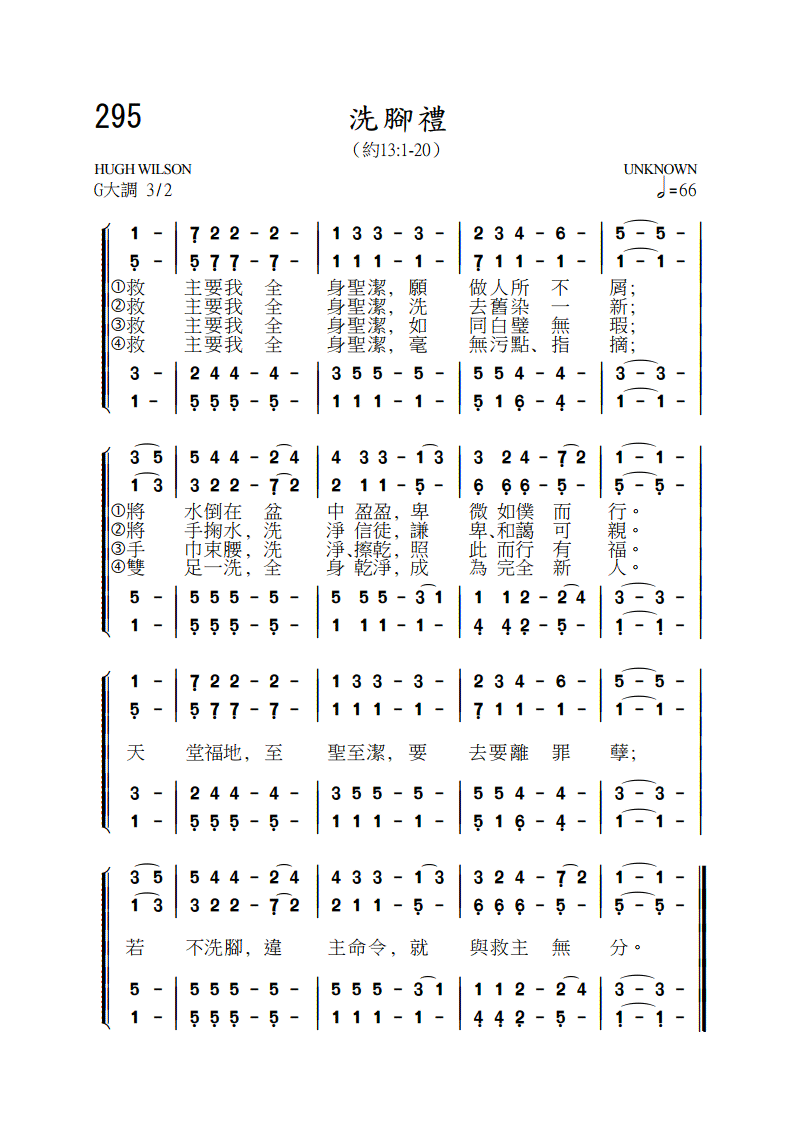 295
洗腳禮
（約13:1-20）
HUGH WILSON UNKNOWN
G大調 3/2 =66
1 - | 7 2 2 - 2 - | 1 3 3 - 3 - | 2 3 4 - 6 - | 5 - 5 - |
5 - | 5 7 7 - 7 - | 1 1 1 - 1 - | 7 1 1 - 1 - | 1 - 1 - |
①救 主要我 全 身聖潔，願 做人所 不 屑；
②救 主要我 全 身聖潔，洗 去舊染 一 新；
③救 主要我 全 身聖潔，如 同白璧 無 瑕；
④救 主要我 全 身聖潔，毫 無污點、指 摘；
3 - | 2 4 4 - 4 - | 3 5 5 - 5 - | 5 5 4 - 4 - | 3 - 3 - |
1 - | 5 5 5 - 5 - | 1 1 1 - 1 - | 5 1 6 - 4 - | 1 - 1 - |
3 5 | 5 4 4 - 2 4 | 4 3 3 - 1 3 | 3 2 4 - 7 2 | 1 - 1 - |
1 3 | 3 2 2 - 7 2 | 2 1 1 - 5 - | 6 6 6 - 5 - | 5 - 5 - |
①將 水倒在 盆 中盈盈，卑 微如僕 而 行。
②將 手掬水，洗 淨信徒，謙 卑、和藹 可 親。
③手 巾束腰，洗 淨、擦乾，照 此而行 有 福。
④雙 足一洗，全 身乾淨，成 為完全 新 人。
5 - | 5 5 5 - 5 - | 5 5 5 - 3 1 | 1 1 2 - 2 4 | 3 - 3 - |
1 - | 5 5 5 - 5 - | 1 1 1 - 1 - | 4 4 2 - 5 - | 1 - 1 - |
1 - | 7 2 2 - 2 - | 1 3 3 - 3 - | 2 3 4 - 6 - | 5 - 5 - |
5 - | 5 7 7 - 7 - | 1 1 1 - 1 - | 7 1 1 - 1 - | 1 - 1 - |
天 堂福地，至 聖至潔，要 去要離 罪 孽；
3 - | 2 4 4 - 4 - | 3 5 5 - 5 - | 5 5 4 - 4 - | 3 - 3 - |
1 - | 5 5 5 - 5 - | 1 1 1 - 1 - | 5 1 6 - 4 - | 1 - 1 - |
3 5 | 5 4 4 - 2 4 | 4 3 3 - 1 3 | 3 2 4 - 7 2 | 1 - 1 - |
1 3 | 3 2 2 - 7 2 | 2 1 1 - 5 - | 6 6 6 - 5 - | 5 - 5 - |
若 不洗腳，違 主命令，就 與救主 無 分。
5 - | 5 5 5 - 5 - | 5 5 5 - 3 1 | 1 1 2 - 2 4 | 3 - 3 - |
1 - | 5 5 5 - 5 - | 1 1 1 - 1 - | 4 4 2 - 5 - | 1 - 1 - |